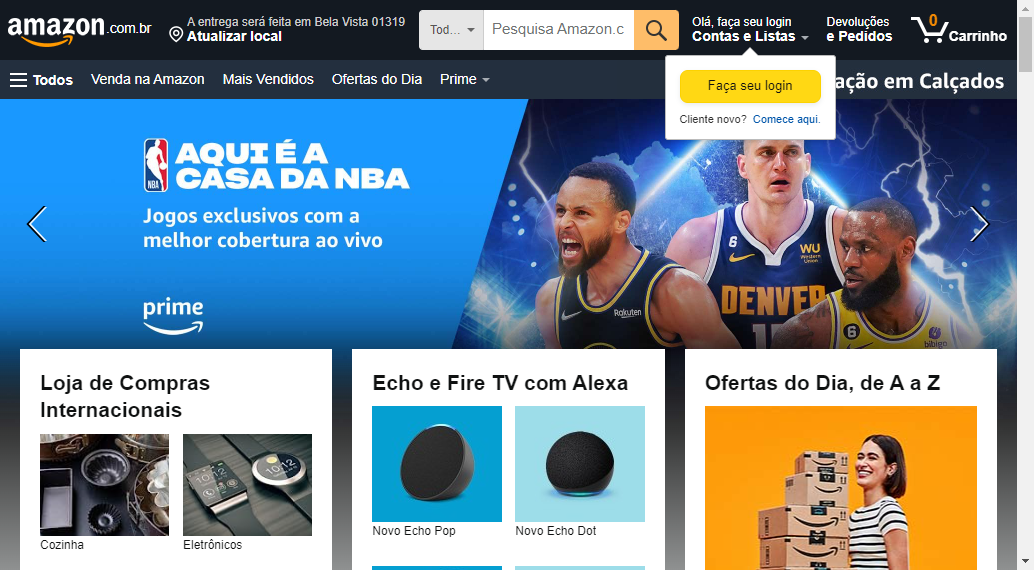 amazon.com.br
A entrega será feita em Bela Vista 01319
Atualizar local
Tod...
Pesquisa Amazon.c
Olá, faça seu login
Contas e Listas
Devoluções
e Pedidos
0
Carrinho
Todos
Venda na Amazon
Mais Vendidos
Ofertas do Dia
Prime
ação em Calçados
Faça seu login
Cliente novo? Comece aqui.
NBA
AQUI É A
CASA DA NBA
Jogos exclusivos com a
melhor cobertura ao vivo
prime
Rakuten
6
WU
Western
Union
DENVER
6
bibigo
Loja de Compras
Internacionais
Cozinha
Eletrônicos
Echo e Fire TV com Alexa
Novo Echo Pop
Novo Echo Dot
Ofertas do Dia, de A a Z